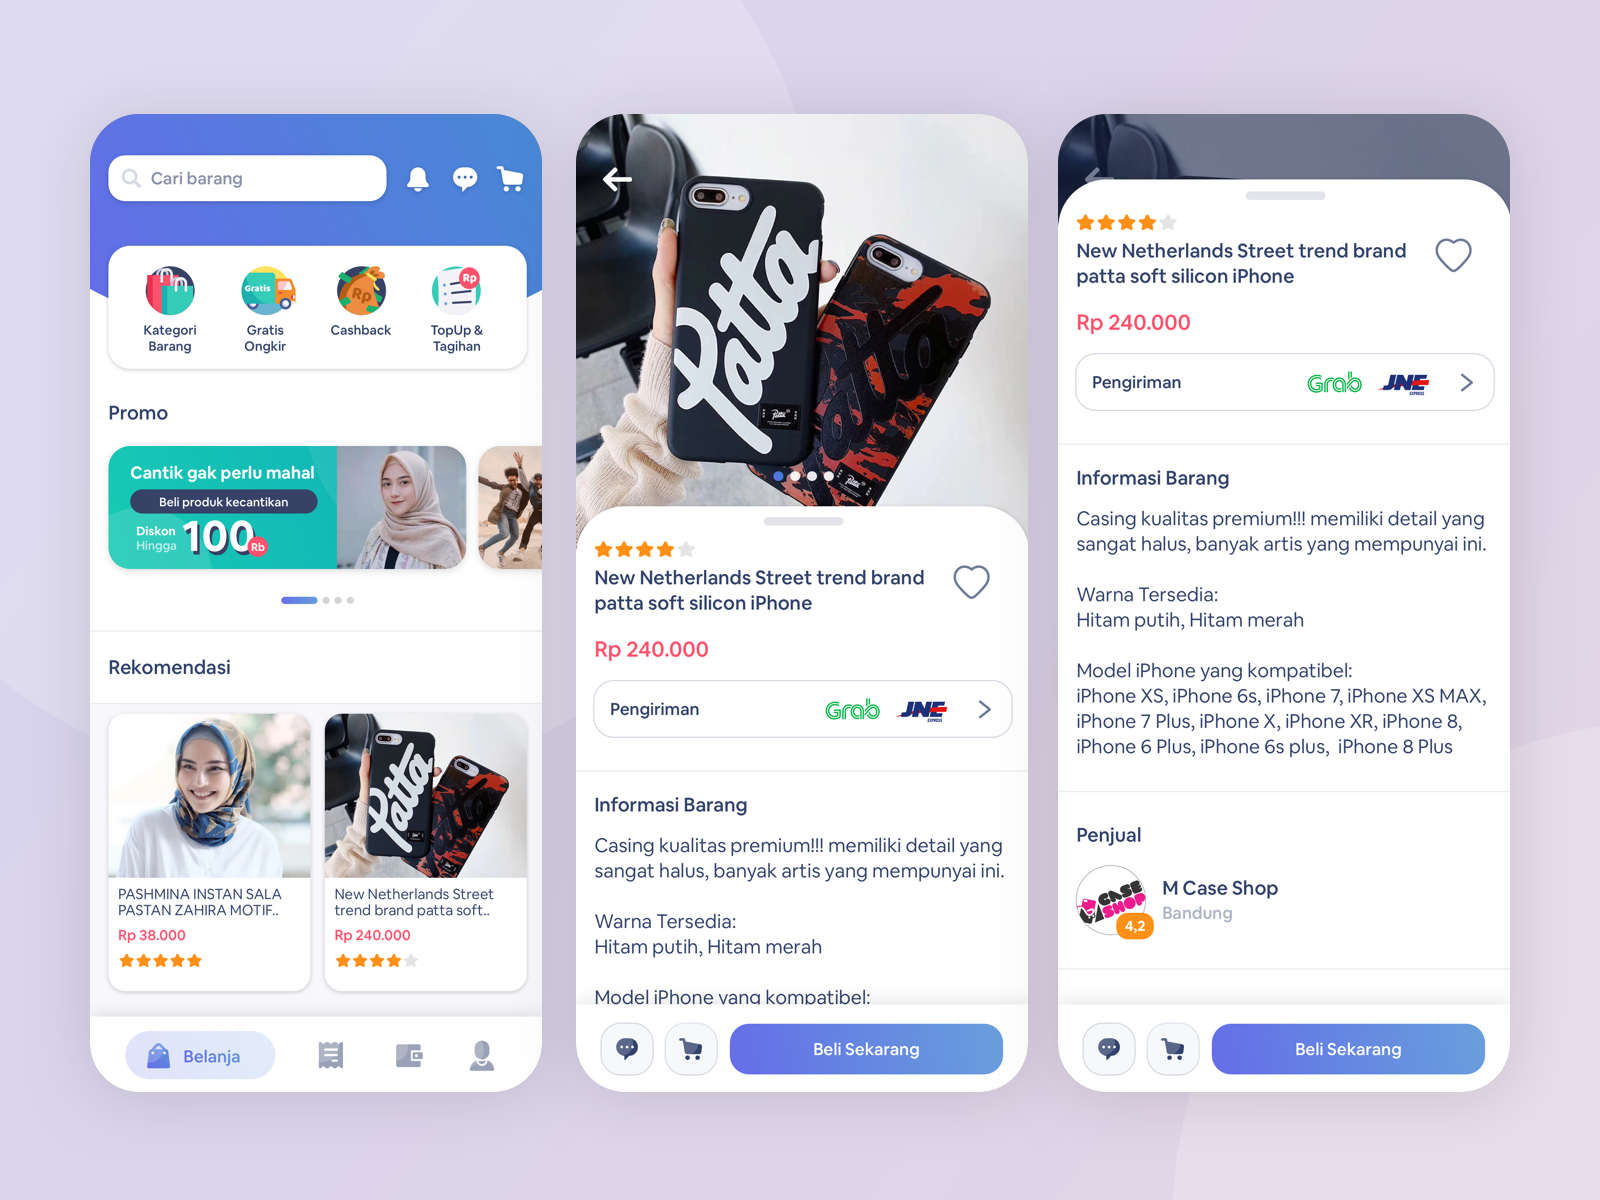 Cari barang
Gratis
Rp
Rp
Kategori
Barang
Gratis
Ongkir
Cashback
TopUp &
Tagihan
Promo
Cantik gak perlu mahal
Beli produk kecantikan
Diskon
Hingga
100
Rb
Rekomendasi
Patta
Patta
PASHMINA INSTAN SALA
PASTAN ZAHIRA MOTIF..
Rp 38.000
New Netherlands Street
trend brand patta soft..
Rp 240.000
Belanja
Patta
Patta
Patta
New Netherlands Street trend brand
patta soft silicon iPhone
Rp 240.000
Pengiriman
Grab
JNE
EXPRESS
Informasi Barang
Casing kualitas premium!!! memiliki detail yang
sangat halus, banyak artis yang mempunyai ini.
Warna Tersedia:
Hitam putih, Hitam merah
Model iPhone yang kompatibel:
Beli Sekarang
New Netherlands Street trend brand
patta soft silicon iPhone
Rp 240.000
Pengiriman
Grab
JNE
EXPRESS
Informasi Barang
Casing kualitas premium!!! memiliki detail yang
sangat halus, banyak artis yang mempunyai ini.
Warna Tersedia:
Hitam putih, Hitam merah
Model iPhone yang kompatibel:
iPhone XS, iPhone 6s, iPhone 7, iPhone XS MAX,
iPhone 7 Plus, iPhone X, iPhone XR, iPhone 8,
iPhone 6 Plus, iPhone 6s plus, iPhone 8 Plus
Penjual
CASE
SHOP
4,2
M Case Shop
Bandung
Beli Sekarang